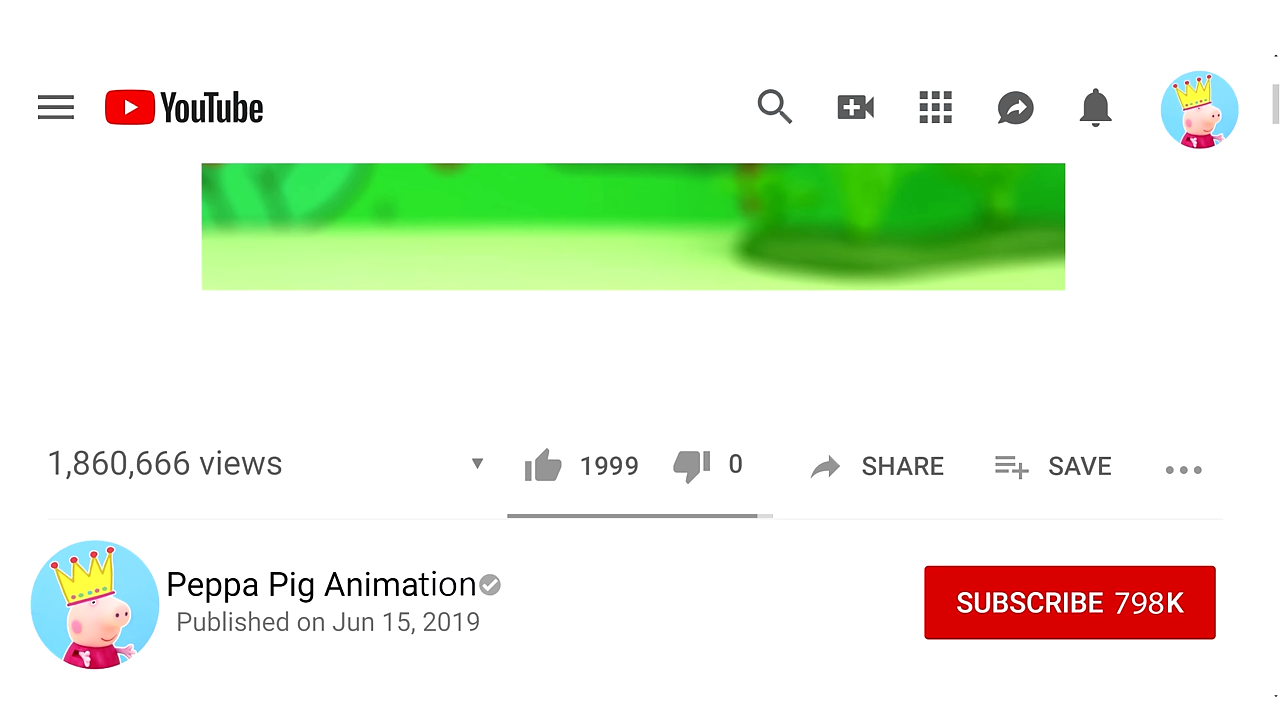 YouTube
1,860,666 views ▼ 1999 0 SHARE SAVE
Peppa Pig Animation
Published on Jun 15, 2019
SUBSCRIBE 798K